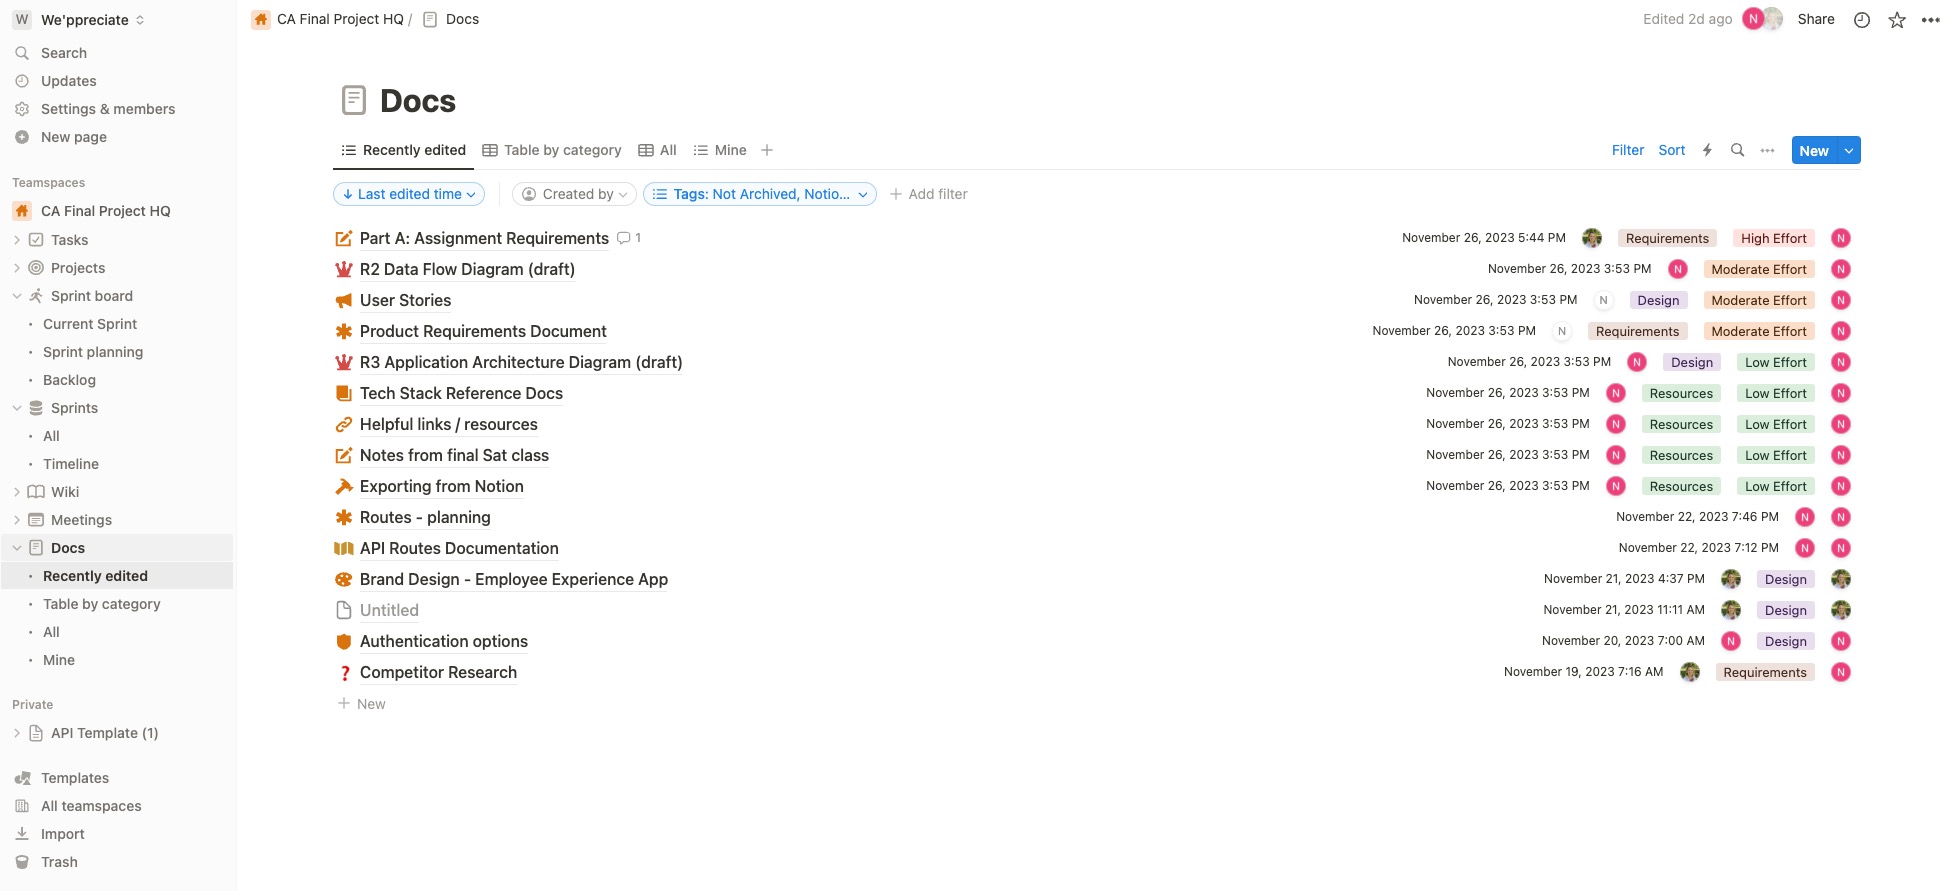 W We'ppreciate
Search
Updates
Settings & members
New page
Teamspaces
CA Final Project HQ
Tasks
Projects
Sprint board
Current Sprint
Sprint planning
Backlog
Sprints
All
Timeline
Wiki
Meetings
Docs
Recently edited
Table by category
All
Mine
Private
API Template (1)
Templates
All teamspaces
Import
Trash
CA Final Project HQ / Docs
Edited 2d ago N Share
Docs
Recently edited Table by category All Mine
Filter Sort New
Last edited time Created by Tags: Not Archived, Notio... Add filter
Part A: Assignment Requirements 1 November 26, 2023 5:44 PM Requirements High Effort N
R2 Data Flow Diagram (draft) November 26, 2023 3:53 PM N Moderate Effort N
User Stories November 26, 2023 3:53 PM N Design Moderate Effort N
Product Requirements Document November 26, 2023 3:53 PM N Requirements Moderate Effort N
R3 Application Architecture Diagram (draft) November 26, 2023 3:53 PM N Design Low Effort N
Tech Stack Reference Docs November 26, 2023 3:53 PM N Resources Low Effort N
Helpful links / resources November 26, 2023 3:53 PM N Resources Low Effort N
Notes from final Sat class November 26, 2023 3:53 PM N Resources Low Effort N
Exporting from Notion November 26, 2023 3:53 PM N Resources Low Effort N
Routes - planning November 22, 2023 7:46 PM N N
API Routes Documentation November 22, 2023 7:12 PM N N
Brand Design - Employee Experience App November 21, 2023 4:37 PM Design
Untitled November 21, 2023 11:11 AM Design
Authentication options November 20, 2023 7:00 AM N Design N
? Competitor Research November 19, 2023 7:16 AM Requirements N
New